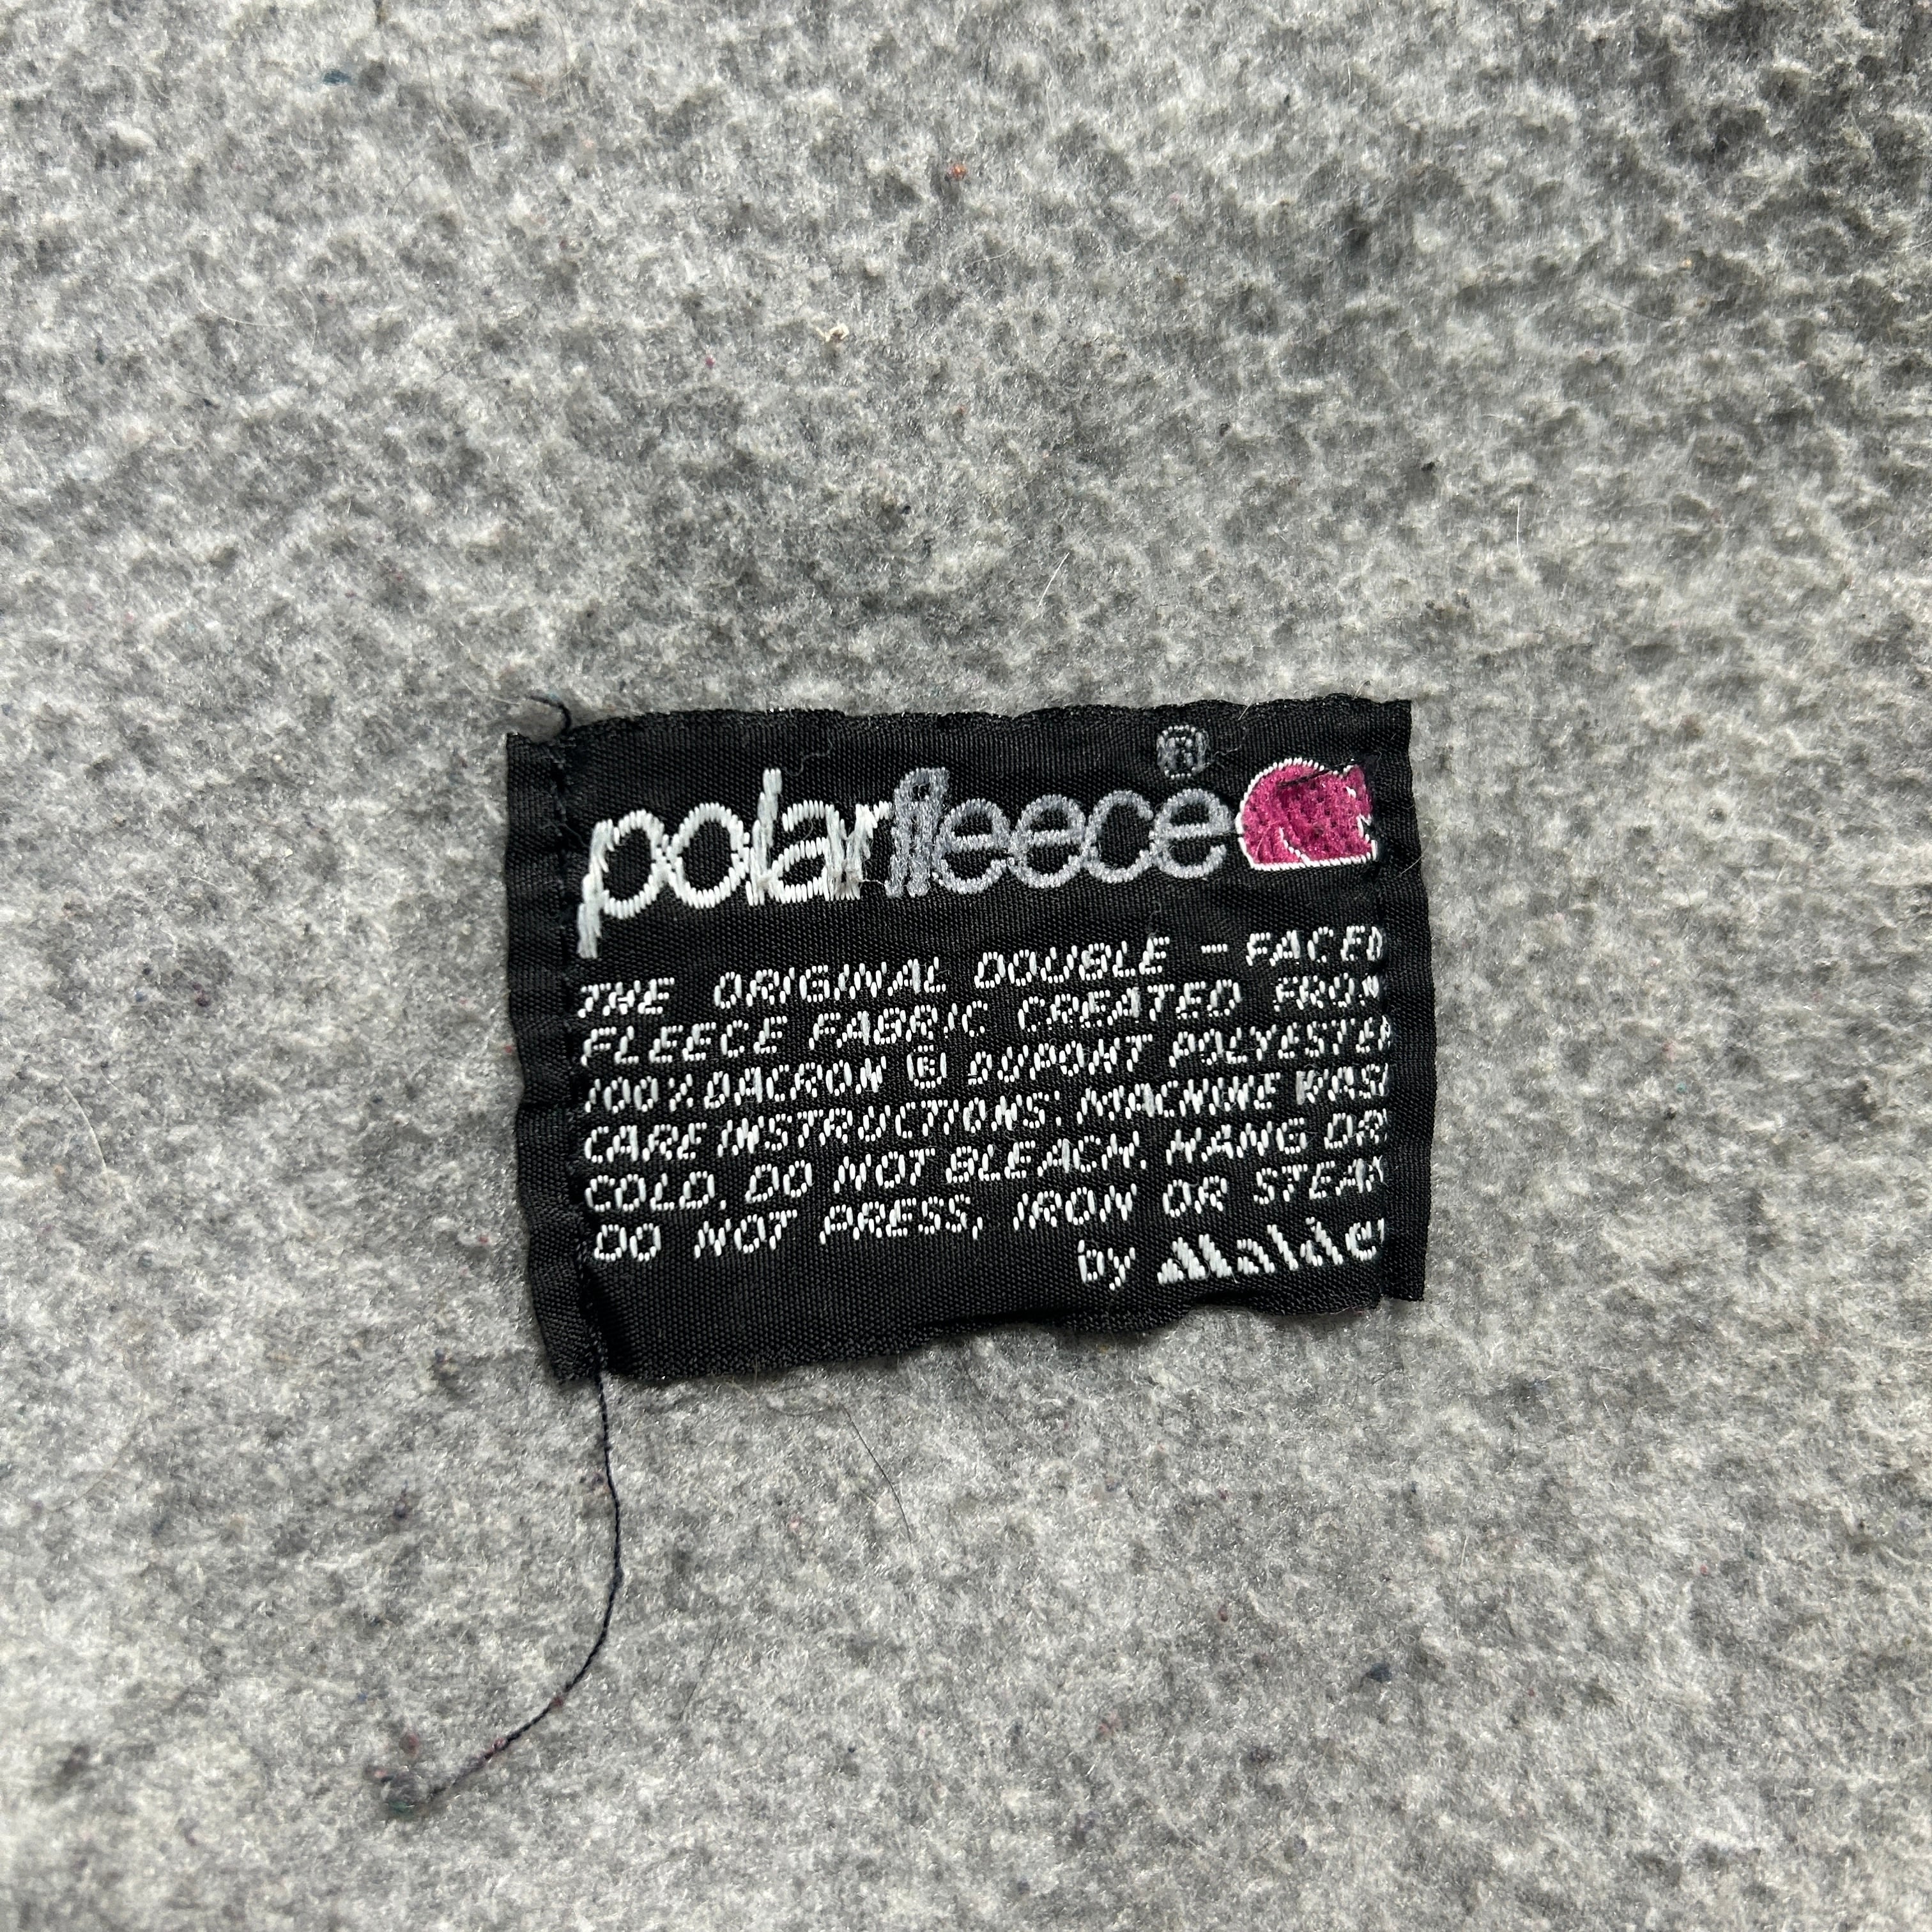 polarfleece®
THE ORIGINAL DOUBLE - FACED
FLEECE FABRIC CREATED FROM
100% DACRON ® DUPONT POLYESTER
CARE INSTRUCTIONS: MACHINE WASH
COLD, DO NOT BLEACH. HANG DRY
DO NOT PRESS, IRON OR STEAM
by Malden